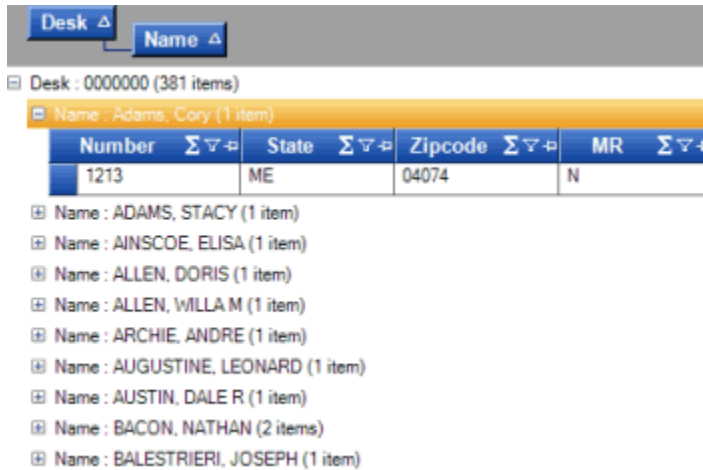 Desk
Name
Desk : 0000000 (381 items)
Name : Adams, Cory (1 item)
Number Σ State Σ Zipcode Σ MR Σ
1213 ME 04074 N
Name : ADAMS, STACY (1 item)
Name : AINSCOE, ELISA (1 item)
Name : ALLEN, DORIS (1 item)
Name : ALLEN, WILLA M (1 item)
Name : ARCHIE, ANDRE (1 item)
Name : AUGUSTINE, LEONARD (1 item)
Name : AUSTIN, DALE R (1 item)
Name : BACON, NATHAN (2 items)
Name : BALESTRIERI, JOSEPH (1 item)